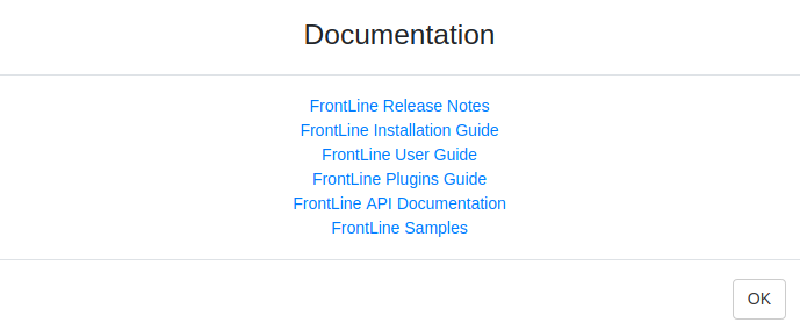 Documentation
FrontLine Release Notes
FrontLine Installation Guide
FrontLine User Guide
FrontLine Plugins Guide
FrontLine API Documentation
FrontLine Samples
OK